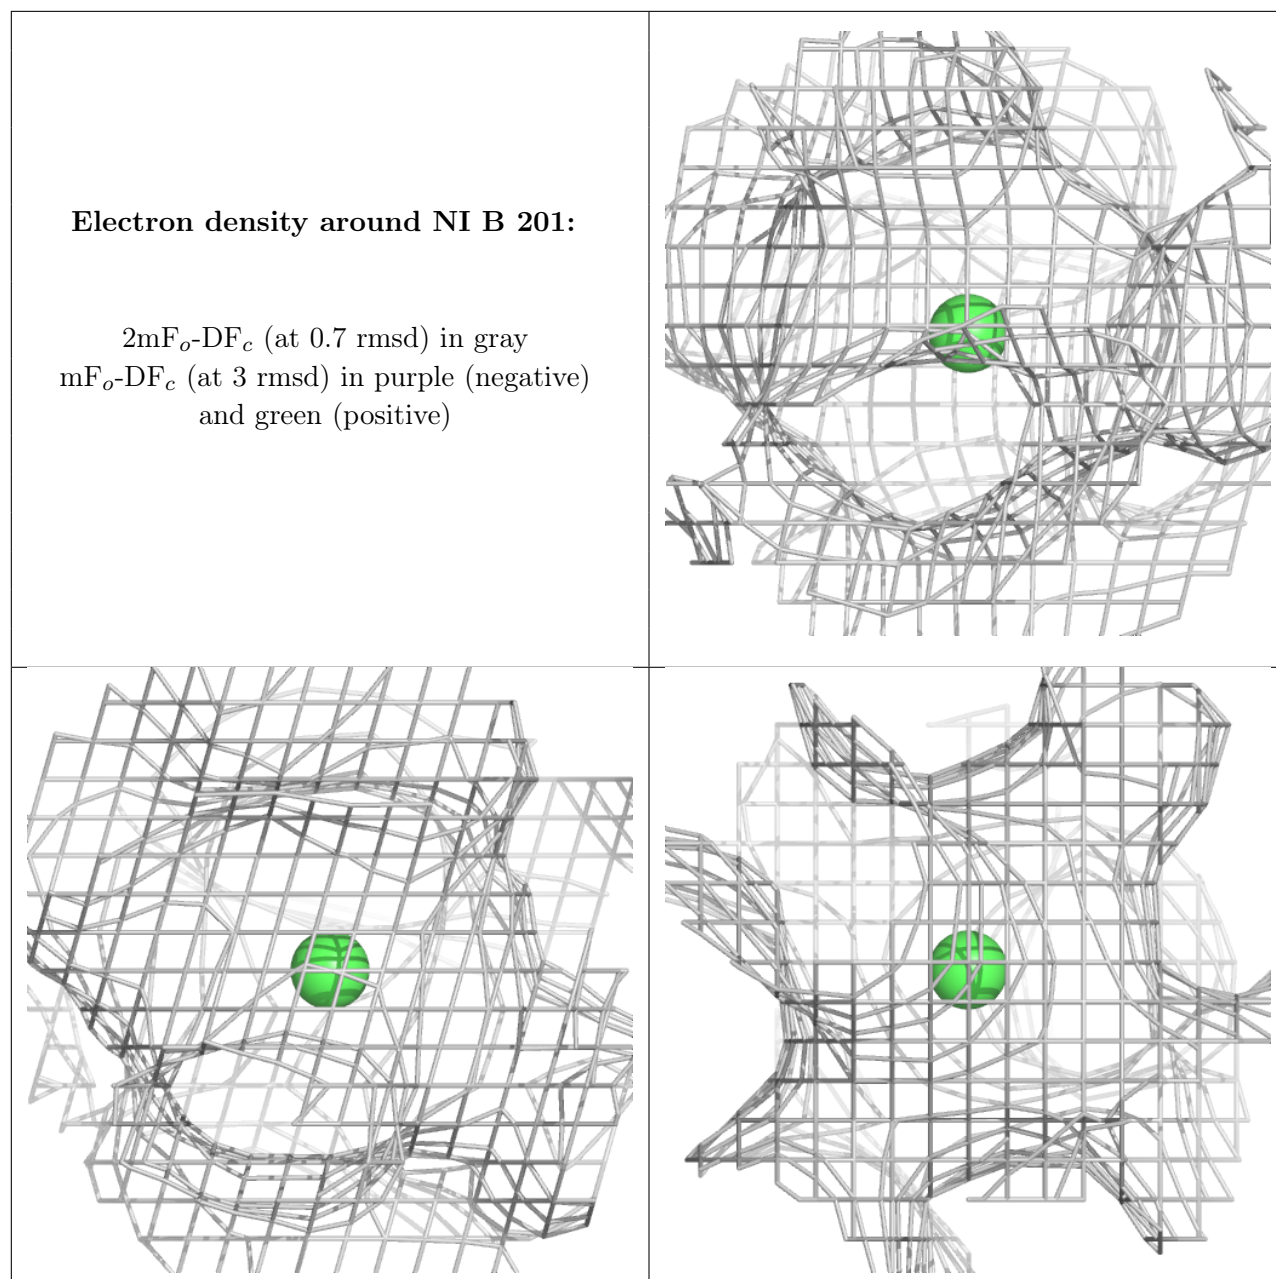 Electron density around NI B 201:
2mFo-DFc (at 0.7 rmsd) in gray
mFo-DFc (at 3 rmsd) in purple (negative)
and green (positive)